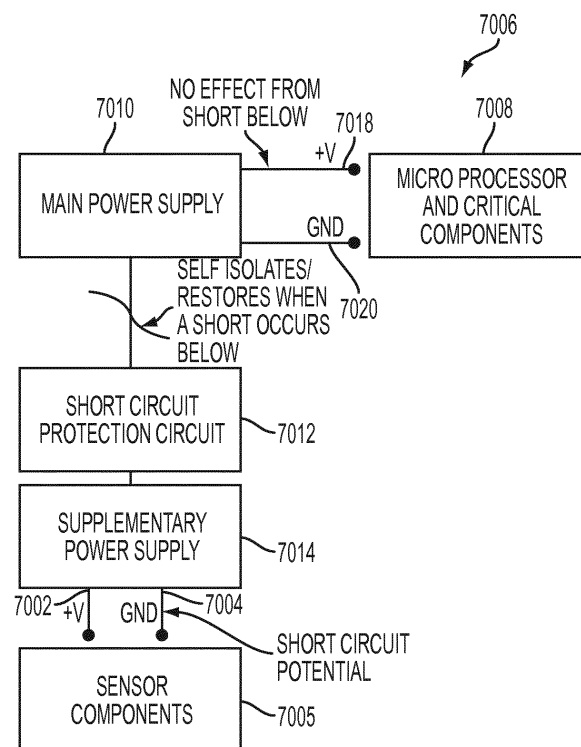 7006
NO EFFECT FROM
SHORT BELOW
7010
7018
7008
+V
MAIN POWER SUPPLY
MICRO PROCESSOR
AND CRITICAL
COMPONENTS
GND
7020
SELF ISOLATES/
RESTORES WHEN
A SHORT OCCURS
BELOW
SHORT CIRCUIT
PROTECTION CIRCUIT
7012
SUPPLEMENTARY
POWER SUPPLY
7014
7002
7004
+V
GND
SHORT CIRCUIT
POTENTIAL
SENSOR
COMPONENTS
7005